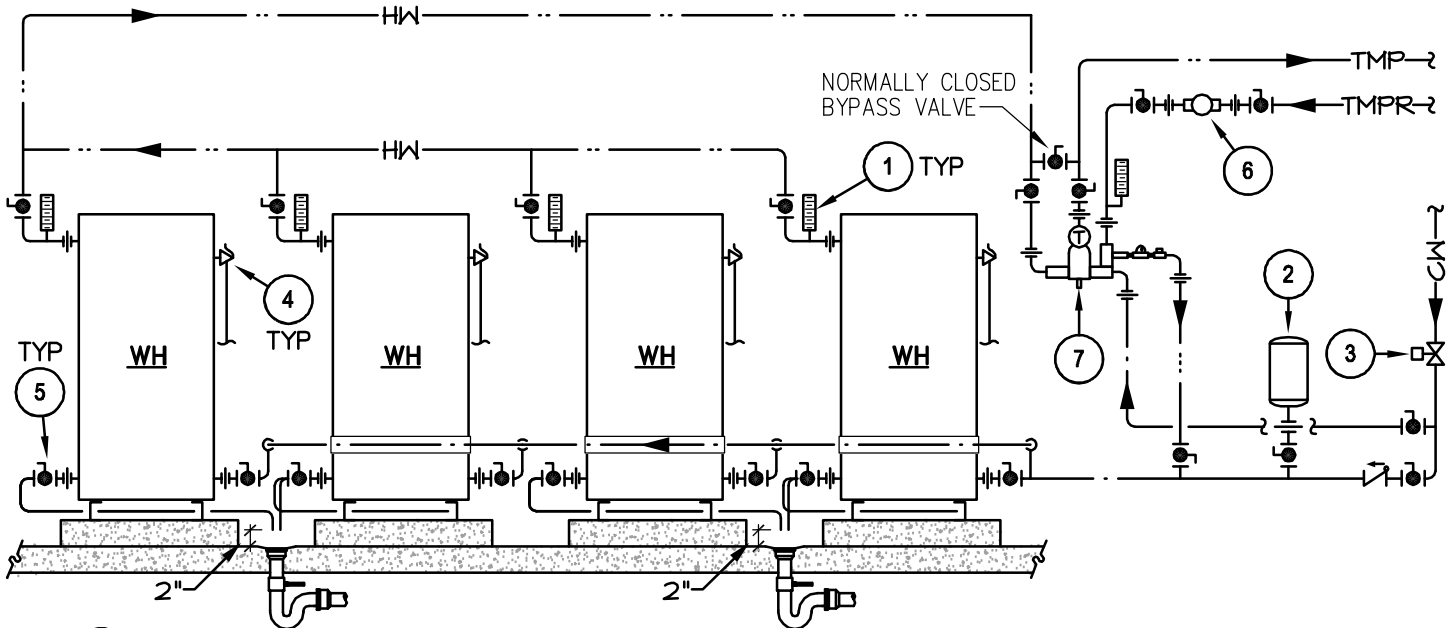 HW
TMP
NORMALLY CLOSED
BYPASS VALVE
TMPR
HW
1 TYP
6
CW
4
TYP
2
3
7
TYP
5
WH
WH
WH
WH
2"
2"
T